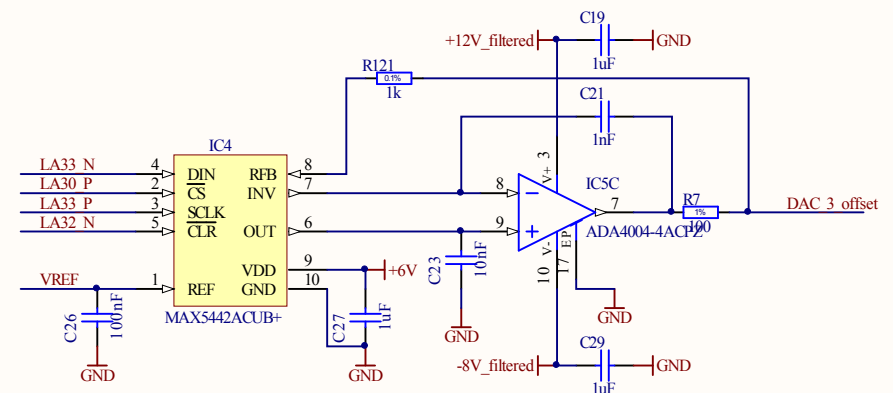 C19
+12V_filtered
GND
1uF
R121
0.1%
1k
C21
1nF
IC4
LA33_N
4
DIN
RFB
8
LA30_P
2
CS
INV
7
LA33_P
3
SCLK
LA32_N
5
CLR
OUT
6
VDD
9
+6V
GND
10
VREF
1
REF
MAX5442ACUB+
C26
100nF
GND
C27
1uF
GND
C23
10nF
GND
8
9
V+
3
IC5C
7
ADA4004-4ACPZ
V-
10
EP
17
GND
R7
1%
100
DAC_3_offset
-8V_filtered
C29
GND
1uF